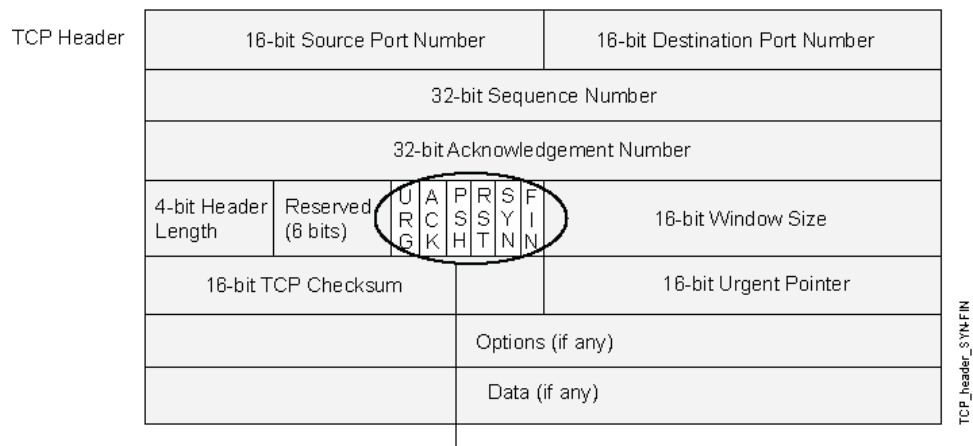 TCP Header
16-bit Source Port Number
16-bit Destination Port Number
32-bit Sequence Number
32-bit Acknowledgement Number
4-bit Header
Length
Reserved
(6 bits)
URG
ACK
PSH
RST
SYN
FIN
16-bit Window Size
16-bit TCP Checksum
16-bit Urgent Pointer
Options (if any)
Data (if any)
TCP_header_SYN-FIN